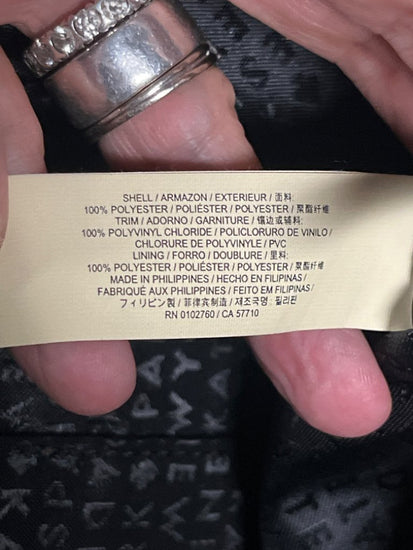 SHELL / ARMAZON / EXTERIEUR / 面料:
100% POLYESTER / POLIÉSTER / POLYESTER / 聚酯纤维
TRIM / ADORNO / GARNITURE / 镶边或辅料:
100% POLYVINYL CHLORIDE / POLICLORURO DE VINILO /
CHLORURE DE POLYVINYLE / PVC
LINING / FORRO / DOUBLURE / 里料:
100% POLYESTER / POLIÉSTER / POLYESTER / 聚酯纤维
MADE IN PHILIPPINES / HECHO EN FILIPINAS /
FABRIQUÉ AUX PHILIPPINES / FEITO EM FILIPINAS /
フィリピン製 / 菲律宾制造 / 제조국명: 필리핀
RN 0102760 / CA 57710